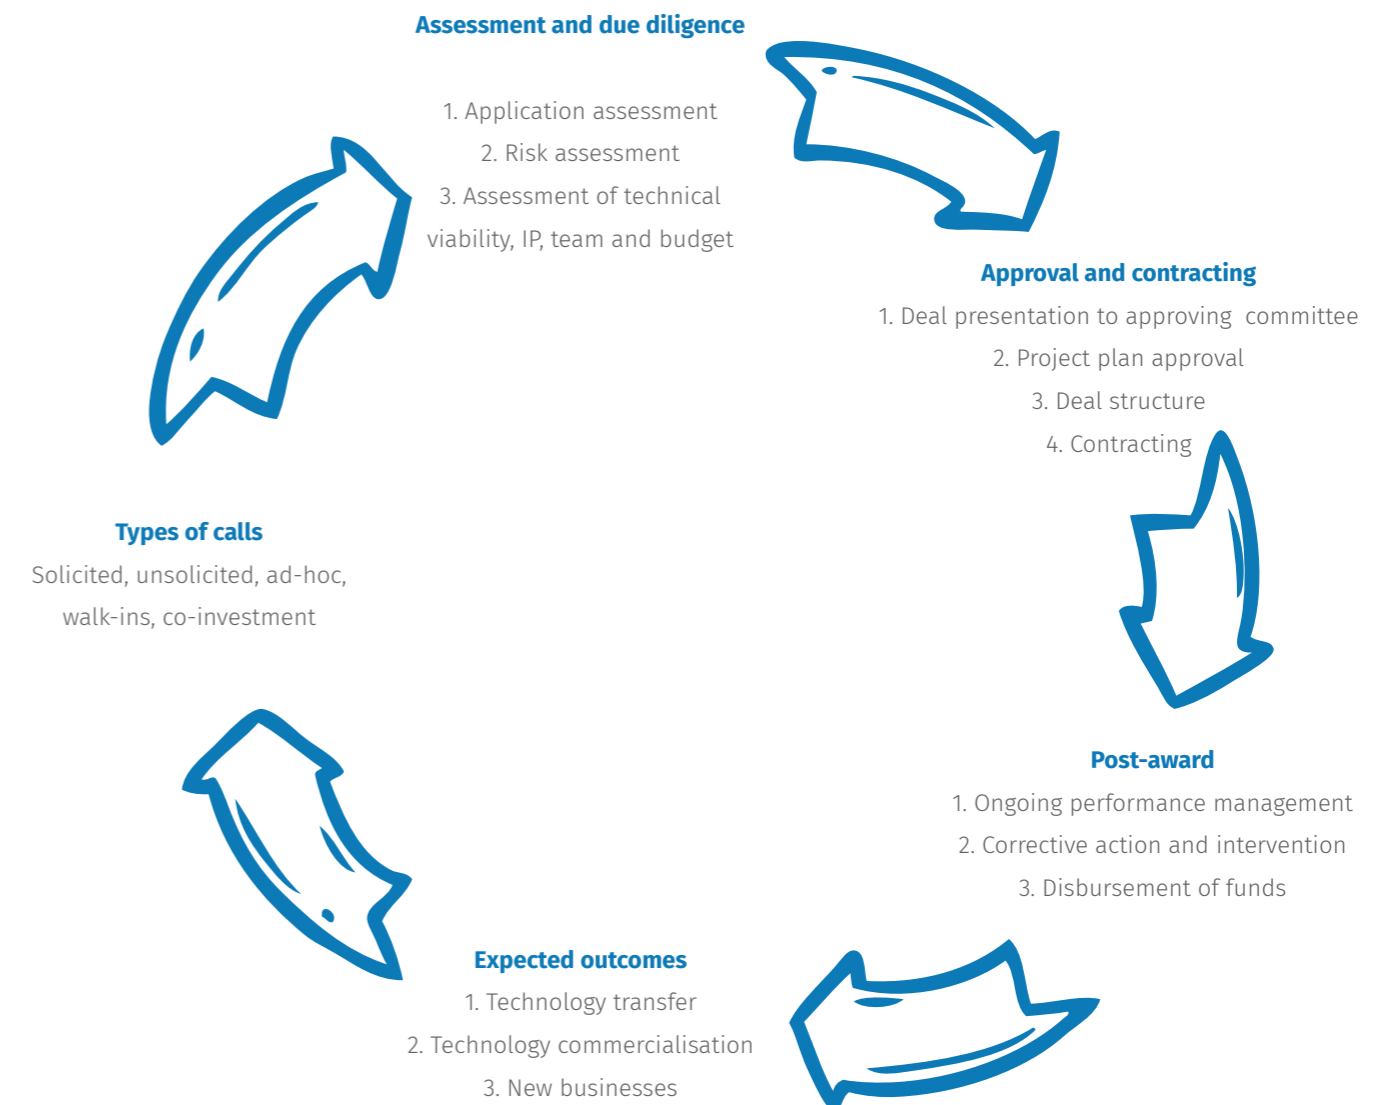 Assessment and due diligence
1. Application assessment
2. Risk assessment
3. Assessment of technical
viability, IP, team and budget
Approval and contracting
1. Deal presentation to approving  committee
2. Project plan approval
3. Deal structure
4. Contracting
Types of calls
Solicited, unsolicited, ad-hoc,
walk-ins, co-investment
Post-award
1. Ongoing performance management
2. Corrective action and intervention
3. Disbursement of funds
Expected outcomes
1. Technology transfer
2. Technology commercialisation
3. New businesses